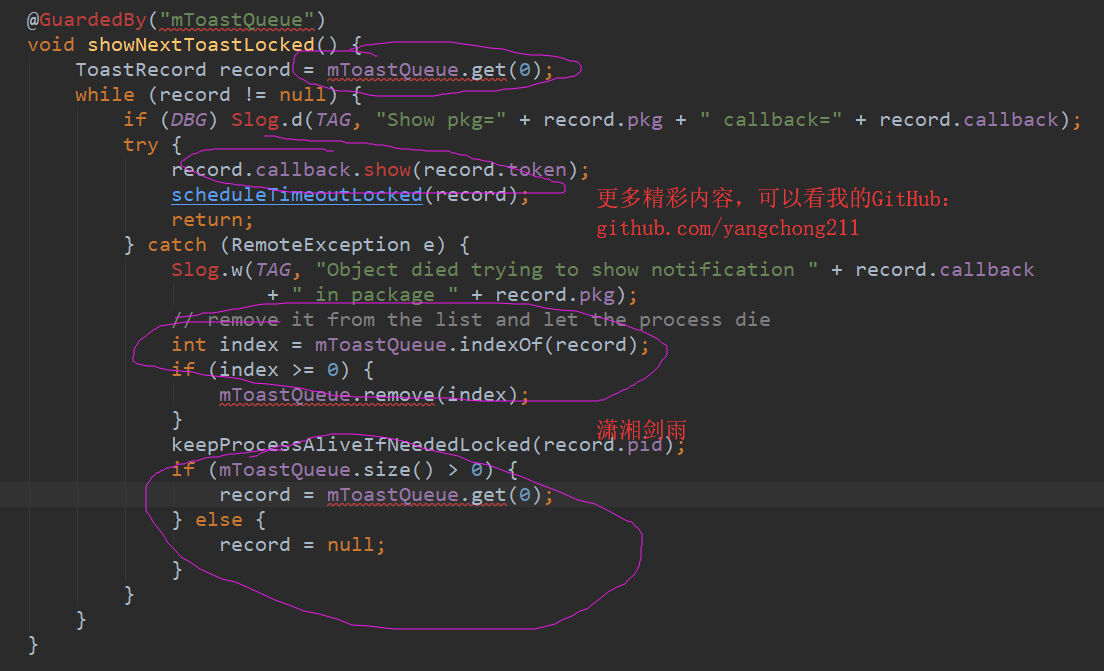 @GuardedBy("mToastQueue")
void showNextToastLocked() {
    ToastRecord record = mToastQueue.get(0);
    while (record != null) {
        if (DBG) Slog.d(TAG, "Show pkg=" + record.pkg + " callback=" + record.callback);
        try {
            record.callback.show(record.token);
            scheduleTimeoutLocked(record);
            return;
        } catch (RemoteException e) {
            Slog.w(TAG, "Object died trying to show notification " + record.callback
                    + " in package " + record.pkg);
            // remove it from the list and let the process die
            int index = mToastQueue.indexOf(record);
            if (index >= 0) {
                mToastQueue.remove(index);
            }
            keepProcessAliveIfNeededLocked(record.pid);
            if (mToastQueue.size() > 0) {
                record = mToastQueue.get(0);
            } else {
                record = null;
            }
        }
    }
}
更多精彩内容，可以看我的GitHub:
github.com/yangchong211
潇湘剑雨